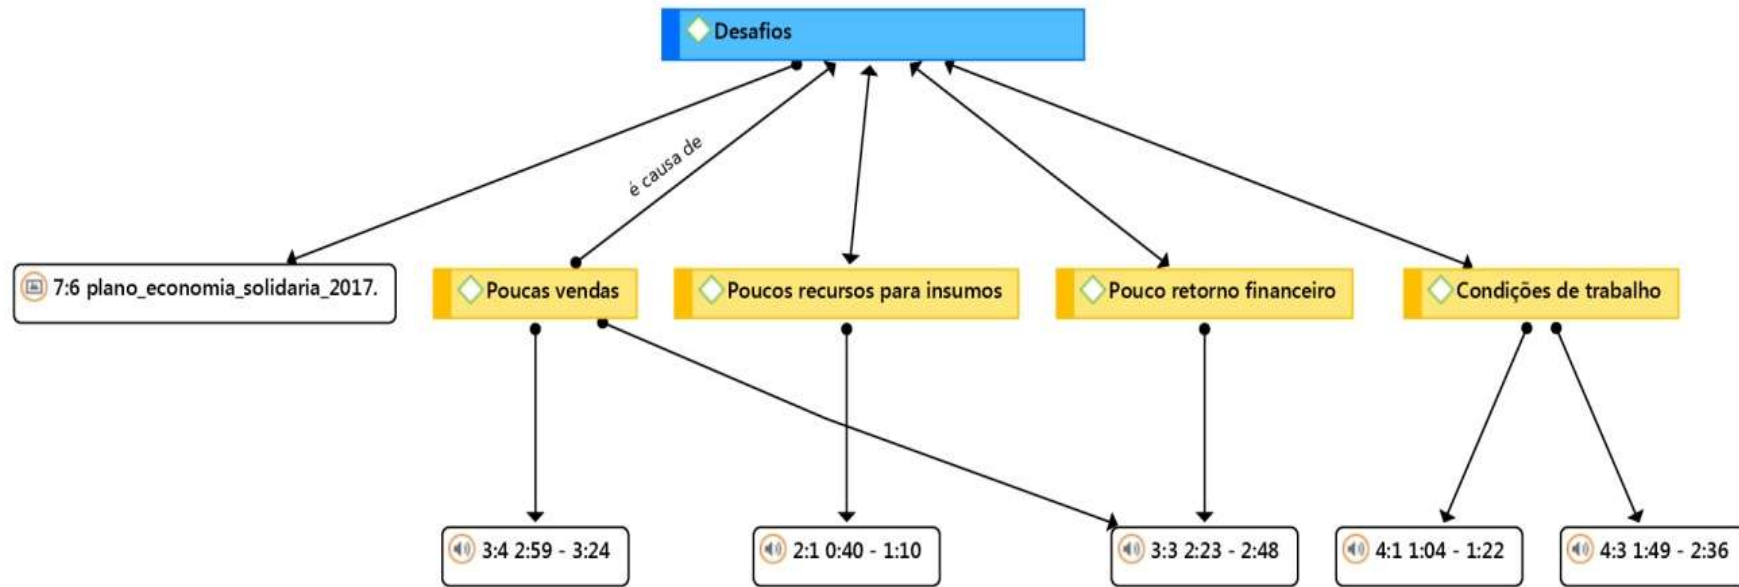 Desafios
é causa de
7:6 plano_economia_solidaria_2017.
Poucas vendas
Poucos recursos para insumos
Pouco retorno financeiro
Condições de trabalho
3:4 2:59 - 3:24
2:1 0:40 - 1:10
3:3 2:23 - 2:48
4:1 1:04 - 1:22
4:3 1:49 - 2:36